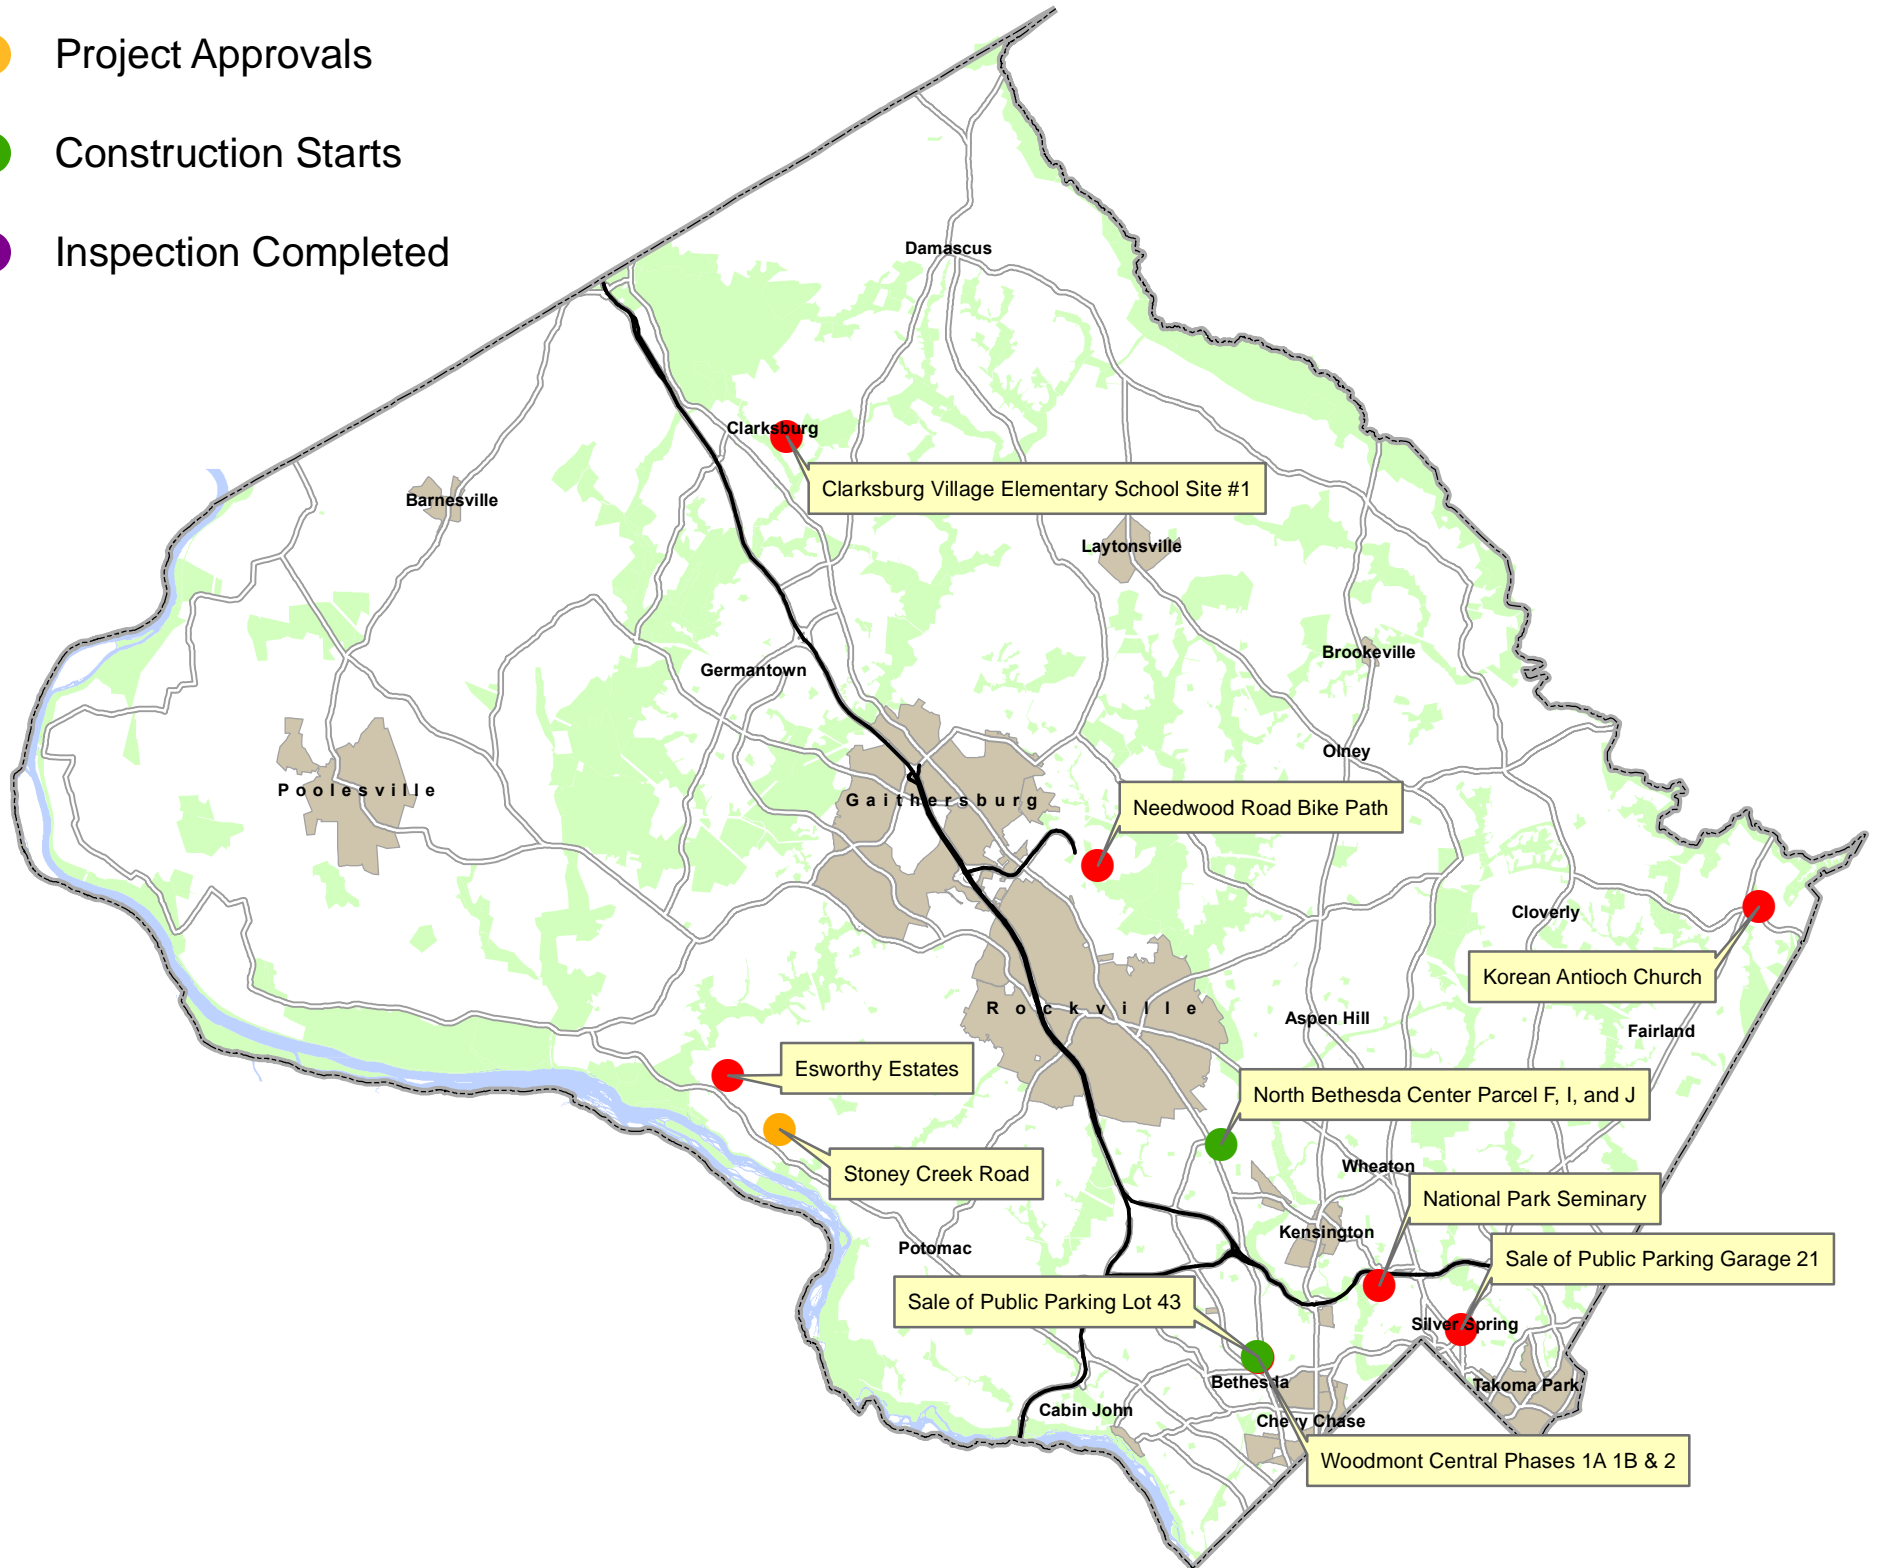 Project Approvals
Construction Starts
Inspection Completed
Damascus
Clarksburg
Clarksburg Village Elementary School Site #1
Barnesville
Laytonsville
Brookeville
Germantown
Olney
Poolesville
Gaithersburg
Needwood Road Bike Path
Cloverly
Korean Antioch Church
Rockville
Aspen Hill
Fairland
Esworthy Estates
North Bethesda Center Parcel F, I, and J
Stoney Creek Road
Wheaton
National Park Seminary
Kensington
Potomac
Sale of Public Parking Garage 21
Sale of Public Parking Lot 43
Silver Spring
Bethesda
Takoma Park
Cabin John
Chevy Chase
Woodmont Central Phases 1A 1B & 2